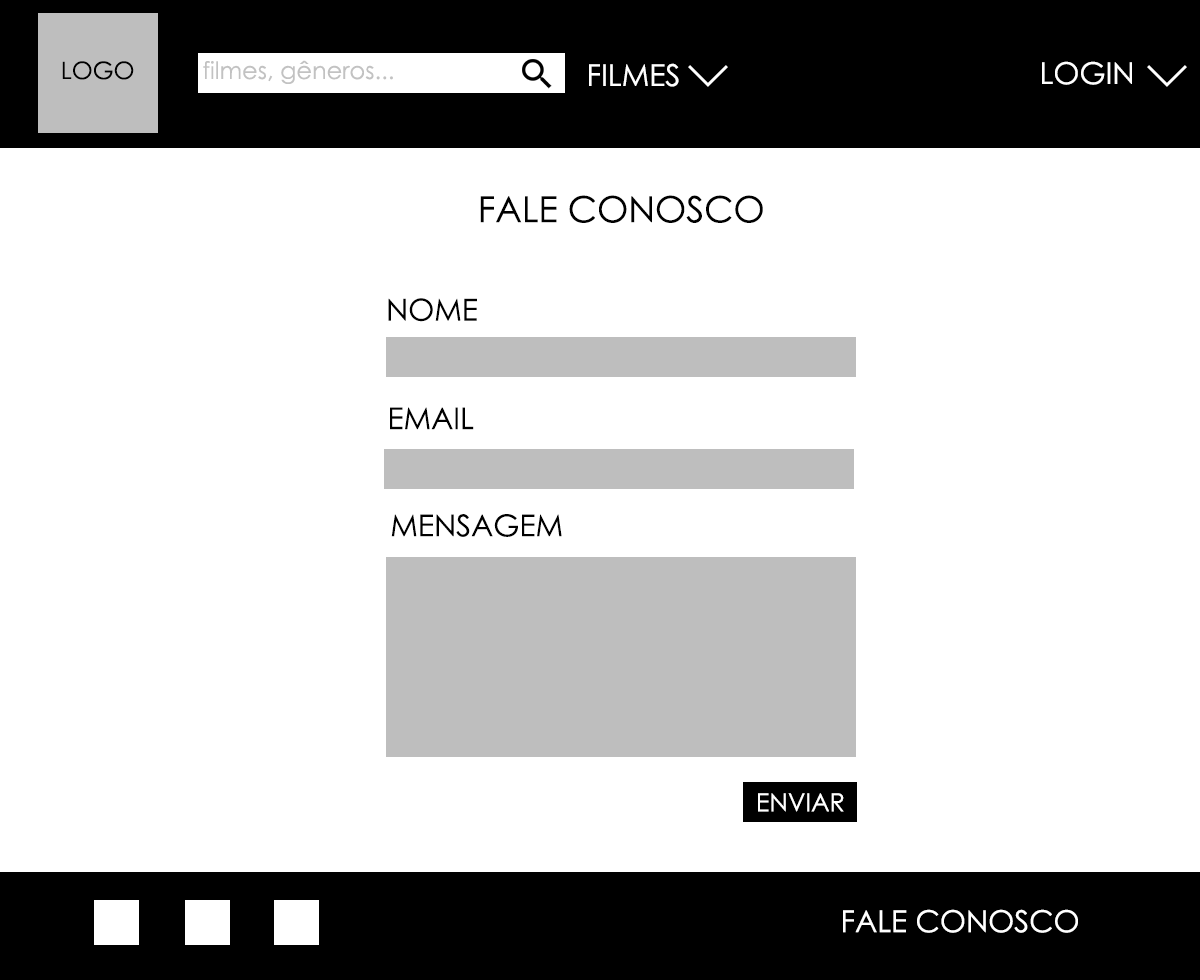 LOGO
filmes, gêneros...
FILMES
LOGIN
FALE CONOSCO
NOME
EMAIL
MENSAGEM
ENVIAR
FALE CONOSCO